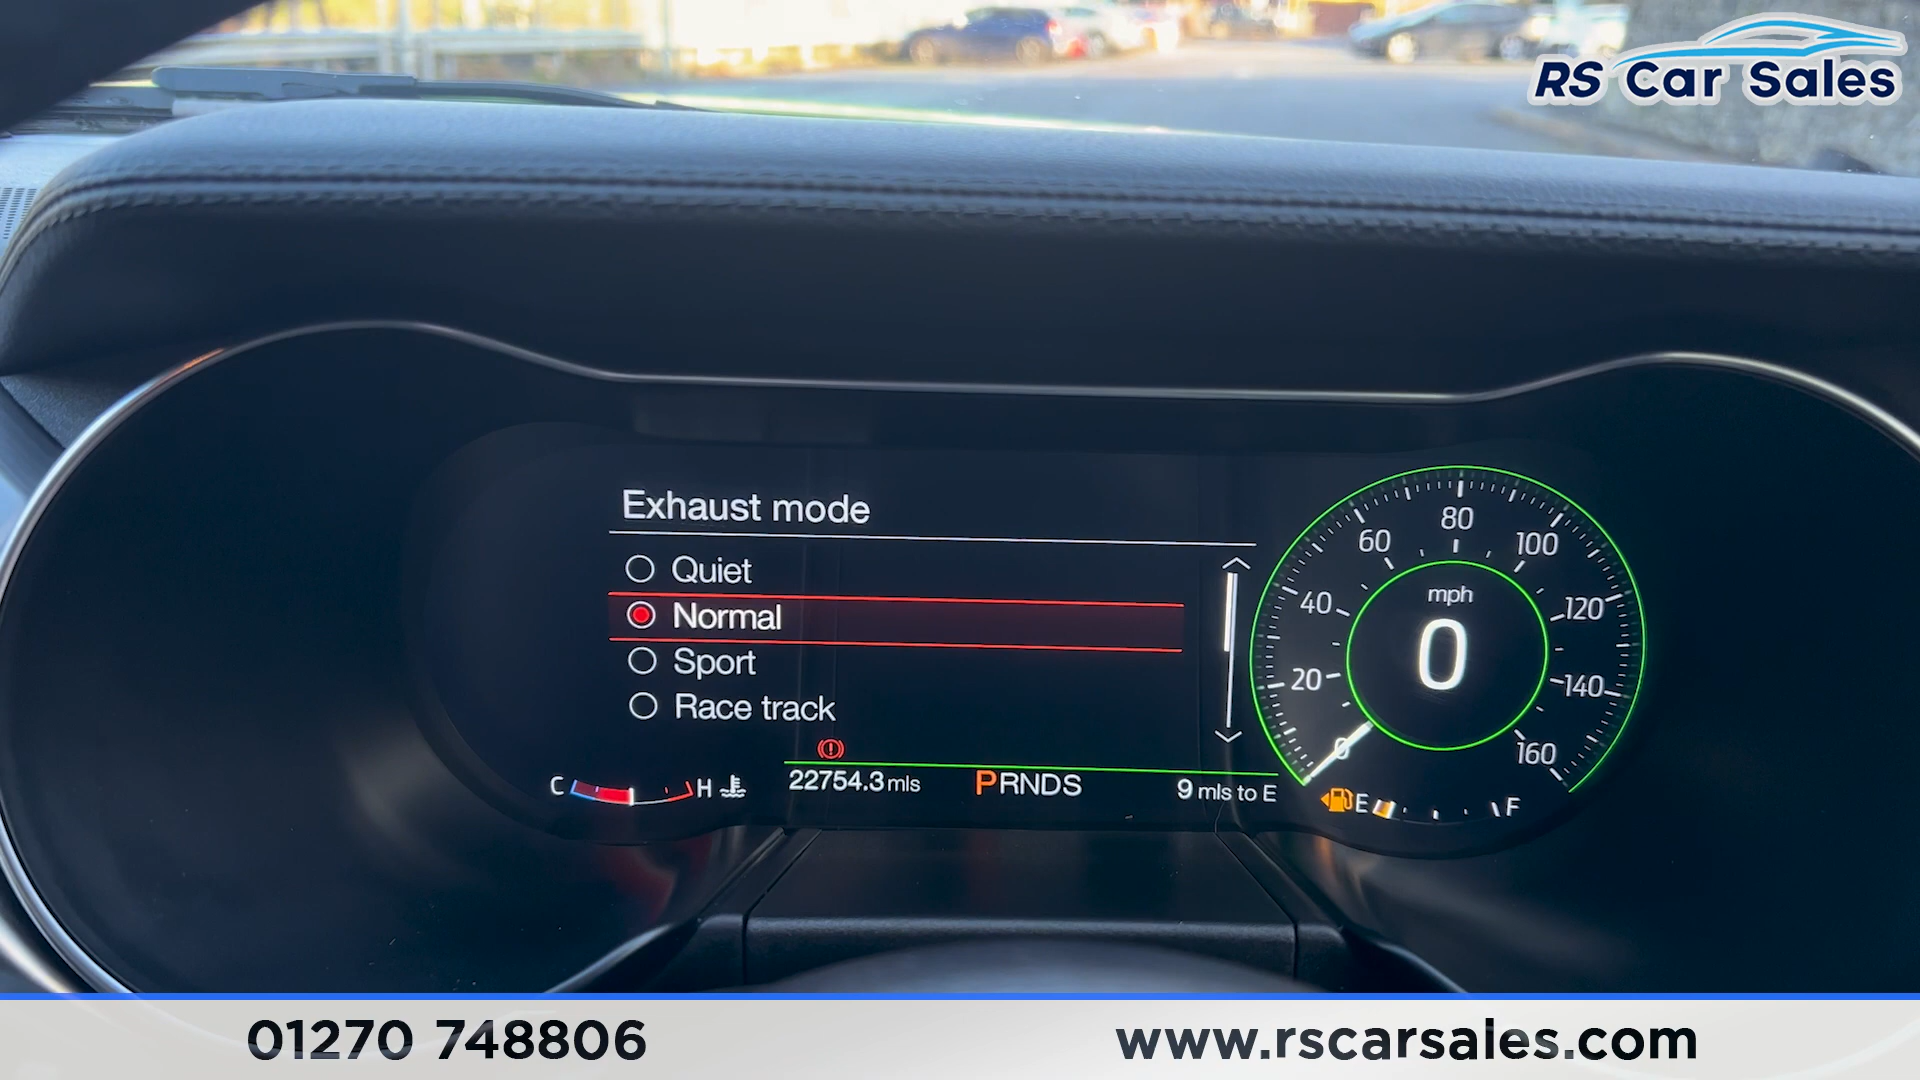 RS Car Sales
Exhaust mode
Quiet
Normal
Sport
Race track
C H
22754.3 mls
PRNDS
9 mls to E
0 20 40 60 80 100 120 140 160
mph
0
E F
01270 748806
www.rscarsales.com